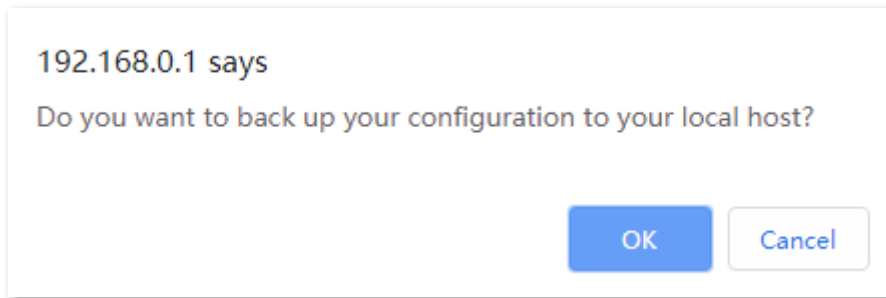 192.168.0.1 says
Do you want to back up your configuration to your local host?
OK Cancel